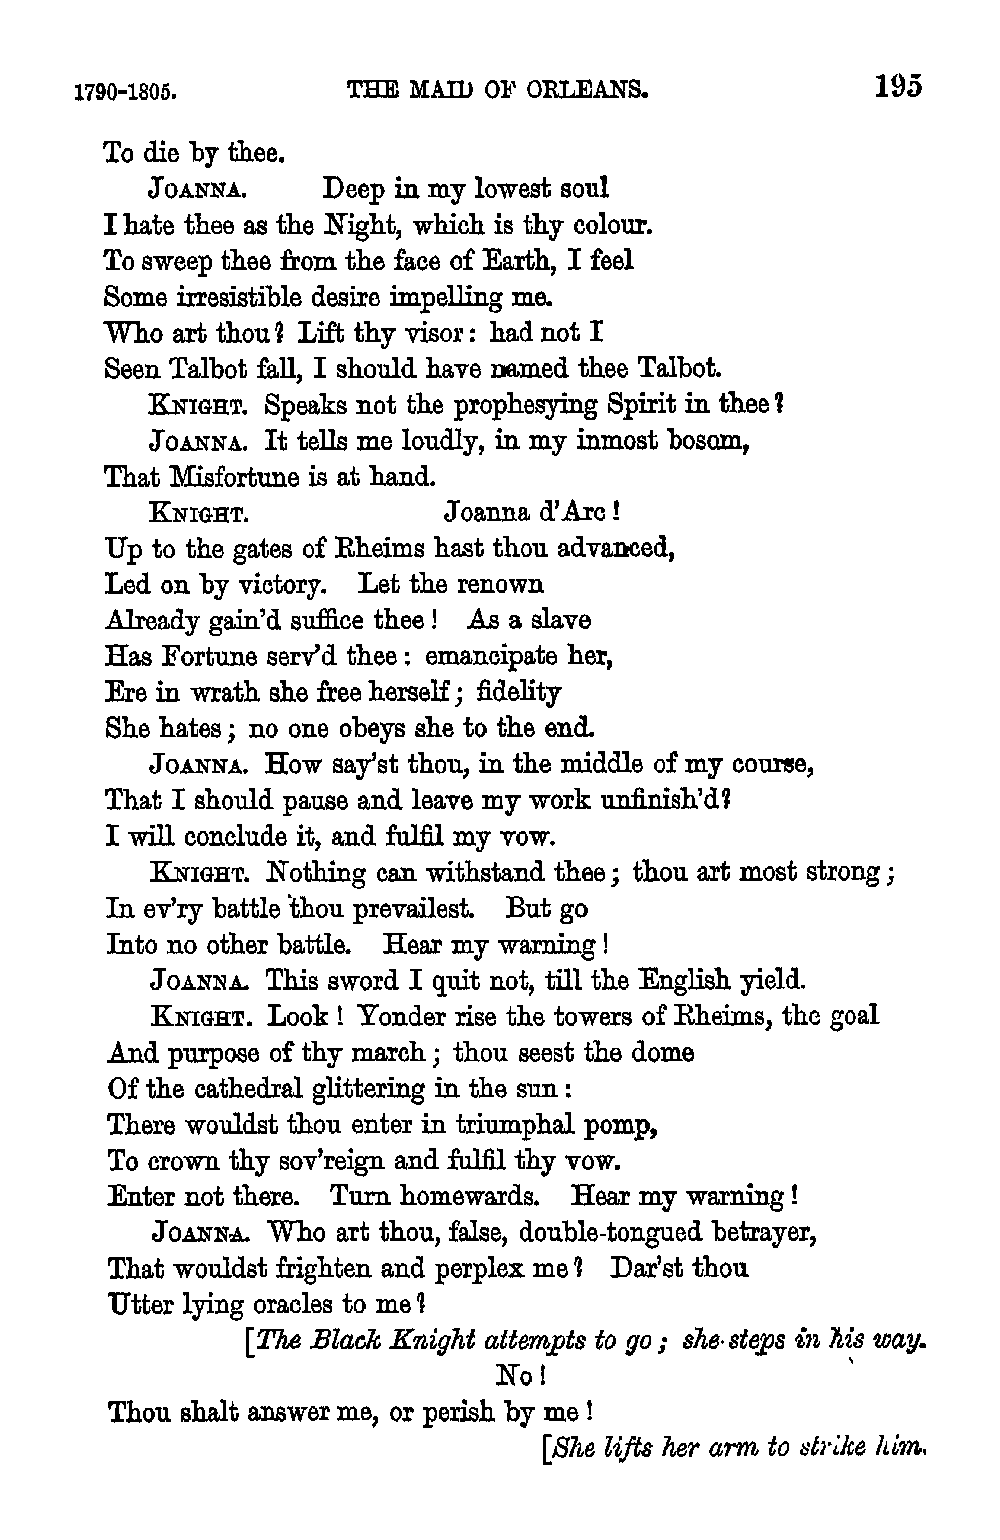 1790-1805. THE MAID OF ORLEANS. 195
To die by thee.
JOANNA. Deep in my lowest soul
I hate thee as the Night, which is thy colour.
To sweep thee from the face of Earth, I feel
Some irresistible desire impelling me.
Who art thou? Lift thy visor: had not I
Seen Talbot fall, I should have named thee Talbot.
KNIGHT. Speaks not the prophesying Spirit in thee?
JOANNA. It tells me loudly, in my inmost bosom,
That Misfortune is at hand.
KNIGHT. Joanna d'Arc!
Up to the gates of Rheims hast thou advanced,
Led on by victory. Let the renown
Already gain'd suffice thee! As a slave
Has Fortune serv'd thee: emancipate her,
Ere in wrath she free herself; fidelity
She hates; no one obeys she to the end.
JOANNA. How say'st thou, in the middle of my course,
That I should pause and leave my work unfinish'd?
I will conclude it, and fulfil my vow.
KNIGHT. Nothing can withstand thee; thou art most strong;
In ev'ry battle thou prevailest. But go
Into no other battle. Hear my warning!
JOANNA. This sword I quit not, till the English yield.
KNIGHT. Look! Yonder rise the towers of Rheims, the goal
And purpose of thy march; thou seest the dome
Of the cathedral glittering in the sun:
There wouldst thou enter in triumphal pomp,
To crown thy sov'reign and fulfil thy vow.
Enter not there. Turn homewards. Hear my warning!
JOANNA. Who art thou, false, double-tongued betrayer,
That wouldst frighten and perplex me? Dar'st thou
Utter lying oracles to me?
[The Black Knight attempts to go; she steps in his way.
No!
Thou shalt answer me, or perish by me!
[She lifts her arm to strike him.